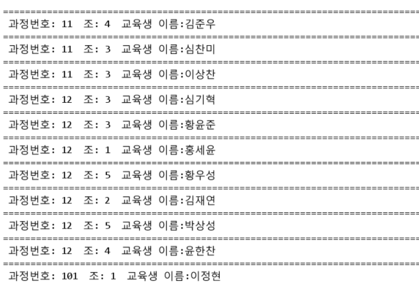 과정번호: 11 조: 4 교육생 이름:김준우
과정번호: 11 조: 3 교육생 이름:심찬미
과정번호: 11 조: 3 교육생 이름:이상찬
과정번호: 12 조: 3 교육생 이름:심기혁
과정번호: 12 조: 3 교육생 이름:황윤준
과정번호: 12 조: 1 교육생 이름:홍세윤
과정번호: 12 조: 5 교육생 이름:황우성
과정번호: 12 조: 2 교육생 이름:김재연
과정번호: 12 조: 5 교육생 이름:박상성
과정번호: 12 조: 4 교육생 이름:윤한찬
과정번호: 101 조: 1 교육생 이름:이정현